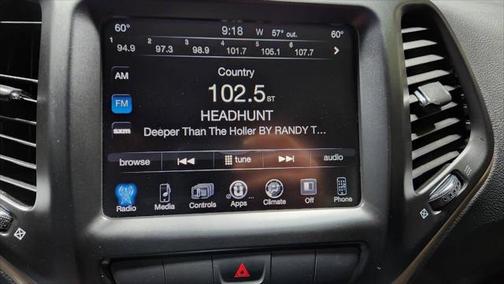 60° 9:18 W 57° out. 60°
1 94.9 2 97.3 3 98.9 4 101.7 5 105.1 6 107.7
AM
FM
sxm
Country
102.5 ST
HEADHUNT
Deeper Than The Holler BY RANDY T...
browse tune audio
Radio Media Controls Apps ... Climate Off Phone